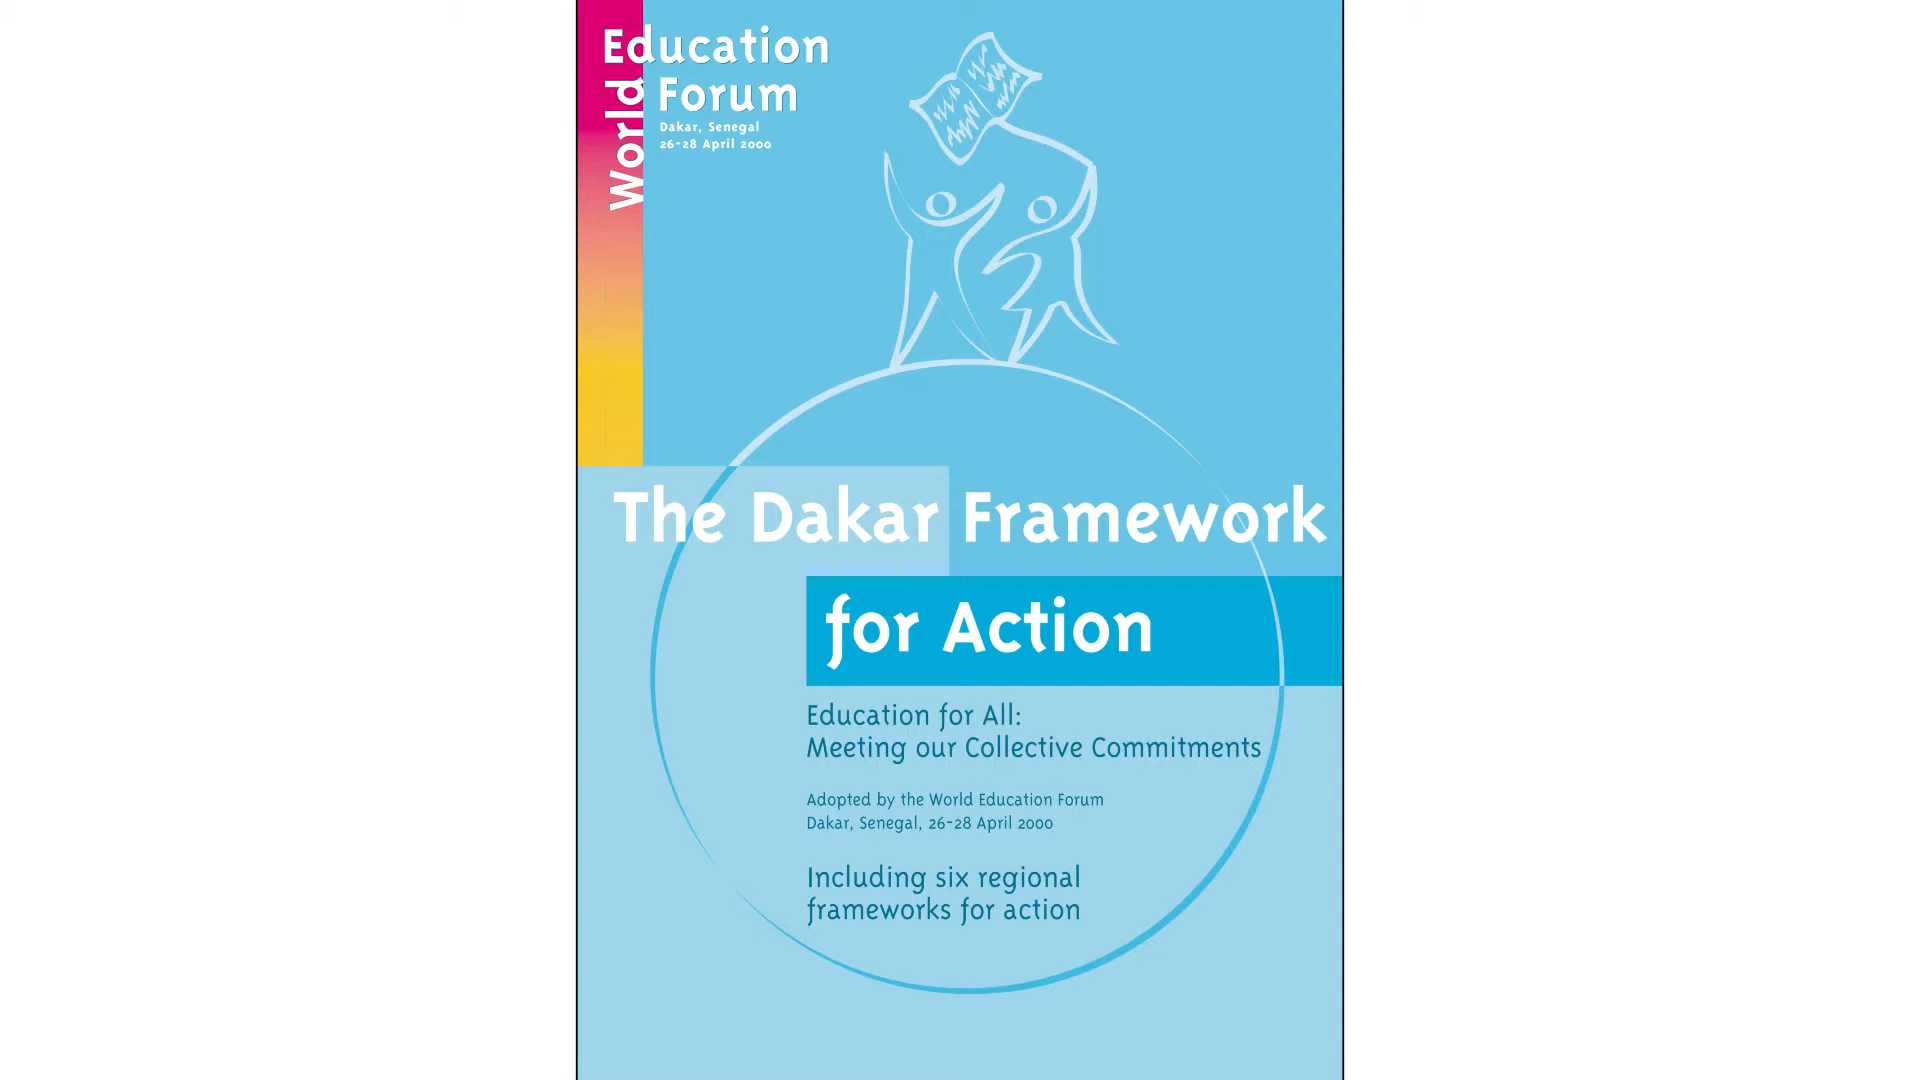 World Education
Forum
Dakar, Senegal
26-28 April 2000
The Dakar Framework
for Action
Education for All:
Meeting our Collective Commitments
Adopted by the World Education Forum
Dakar, Senegal, 26-28 April 2000
Including six regional
frameworks for action